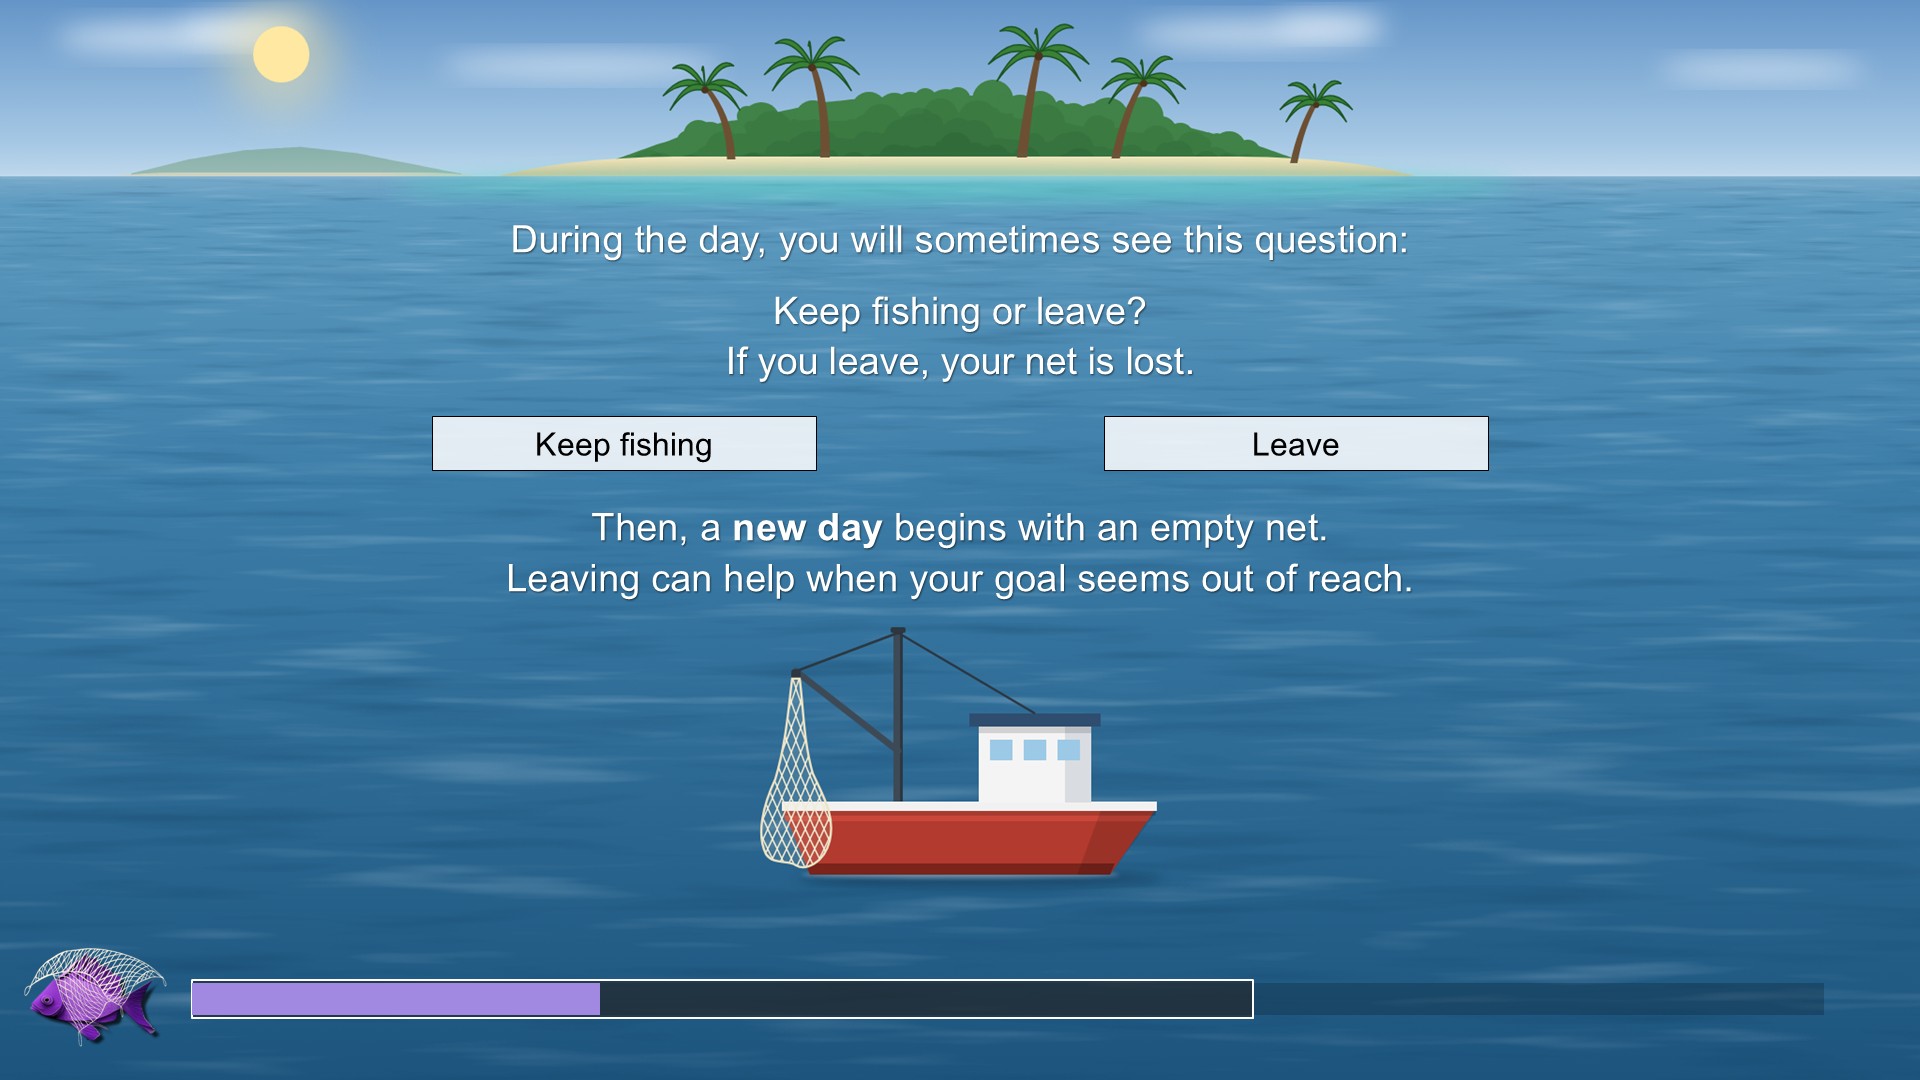 During the day, you will sometimes see this question:
Keep fishing or leave?
If you leave, your net is lost.
Keep fishing
Leave
Then, a new day begins with an empty net.
Leaving can help when your goal seems out of reach.